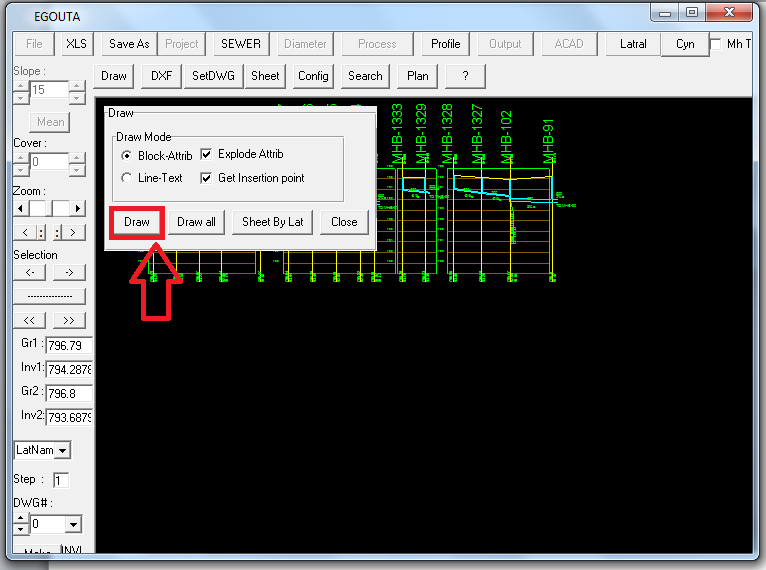 EGOUTA
File XLS Save As Project SEWER Diameter Process Profile Output ACAD Latral Cyn Mh T
Draw DXF SetDWG Sheet Config Search Plan ?
Slope :
15
Mean
Cover:
0
Zoom :
< : : >
Selection
<- ->
---------------
<< >>
Gr1 : 796.79
Inv1: 794.2878
Gr2 : 796.8
Inv2: 793.6879
LatNam
Step : 1
DWG# :
0
Make INVI
Draw
Draw Mode
Block-Attrib Explode Attrib
Line-Text Get Insertion point
Draw Draw all Sheet By Lat Close
MHB-1333
MHB-1329
MHB-1328
MHB-1327
MHB-102
MHB-91